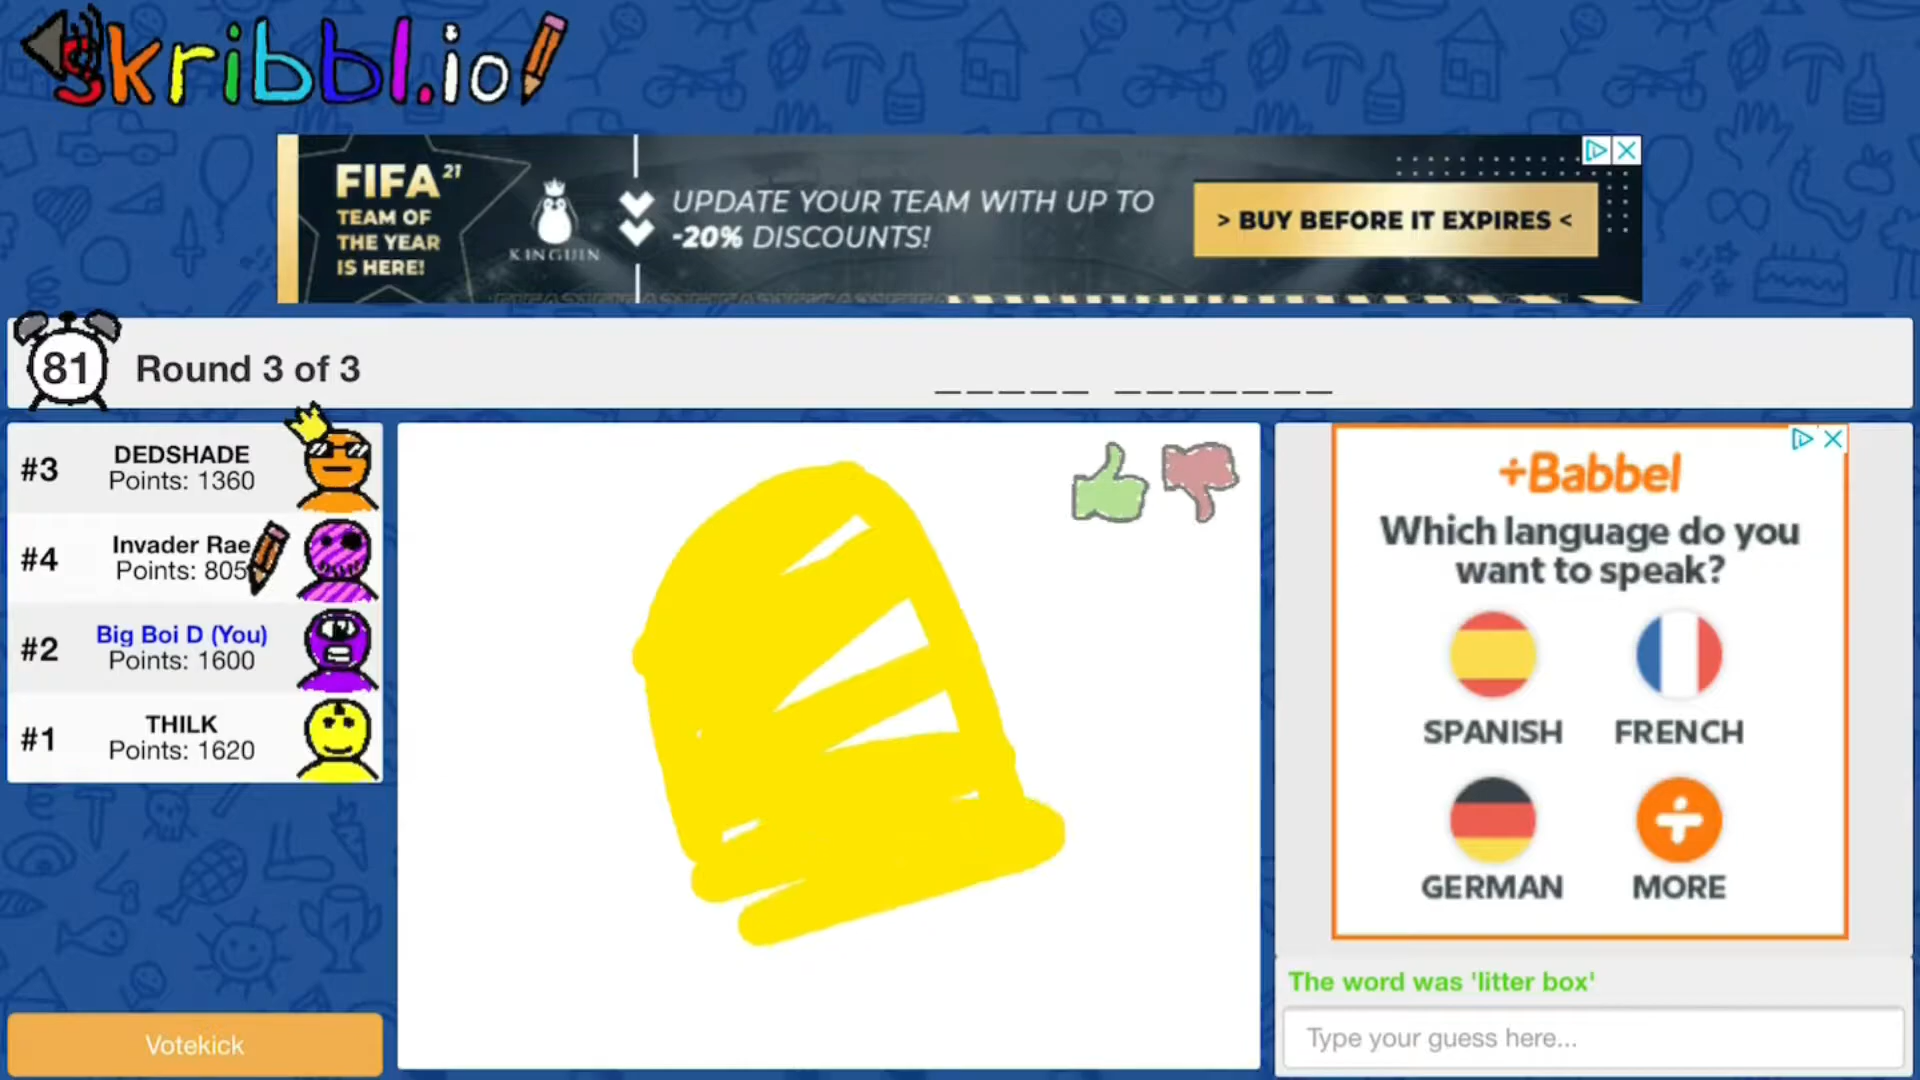 skribbl.io
FIFA 21
TEAM OF
THE YEAR
IS HERE!
KINGUIN
UPDATE YOUR TEAM WITH UP TO
-20% DISCOUNTS!
> BUY BEFORE IT EXPIRES <
81
Round 3 of 3
_____ _______
#3
DEDSHADE
Points: 1360
#4
Invader Rae
Points: 805
#2
Big Boi D (You)
Points: 1600
#1
THILK
Points: 1620
Votekick
+Babbel
Which language do you
want to speak?
SPANISH
FRENCH
GERMAN
MORE
The word was 'litter box'
Type your guess here...